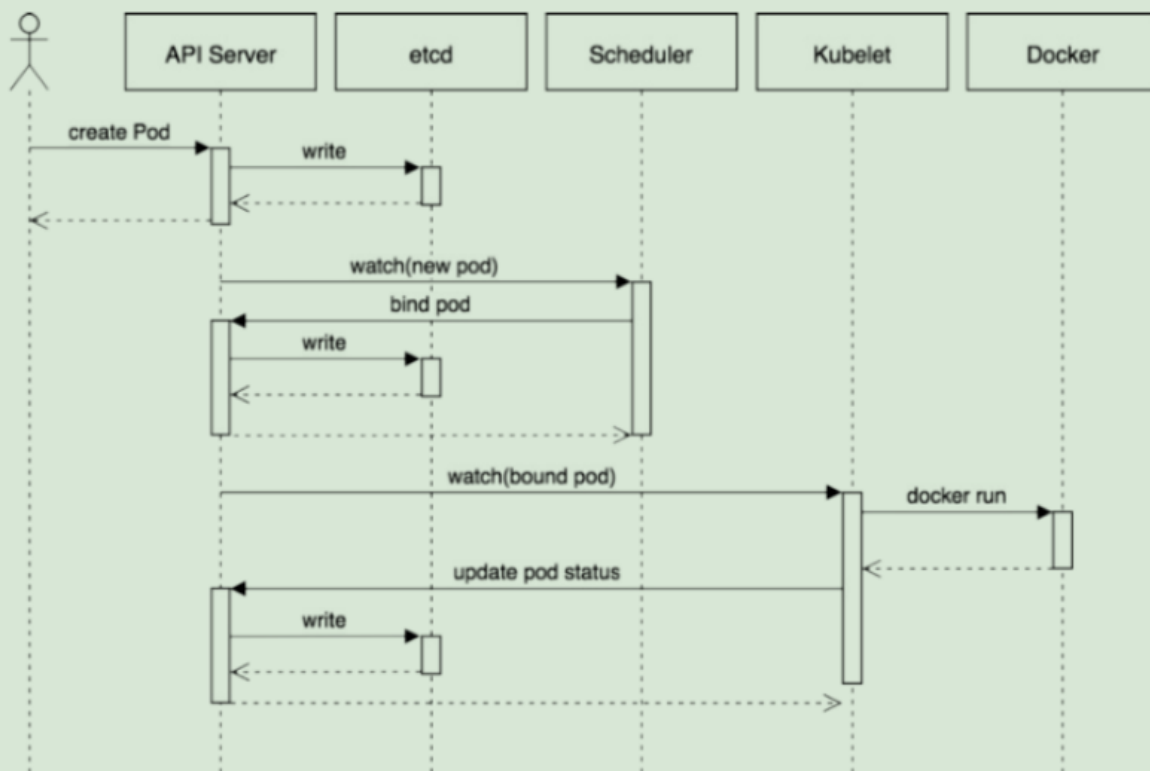 API Server
etcd
Scheduler
Kubelet
Docker
create Pod
write
watch(new pod)
bind pod
write
watch(bound pod)
docker run
update pod status
write